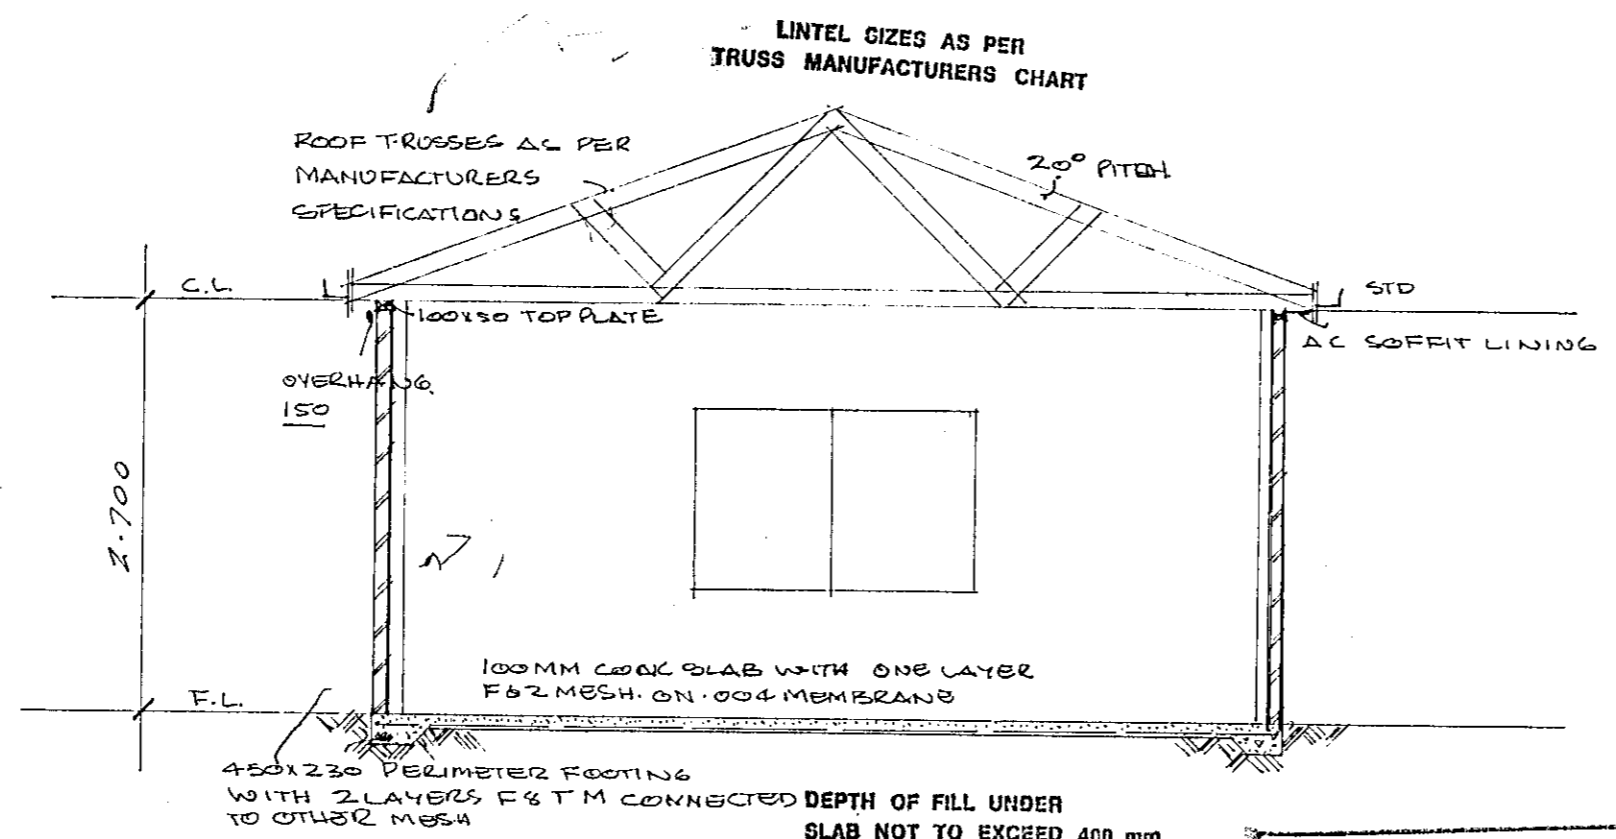 LINTEL SIZES AS PER
TRUSS MANUFACTURERS CHART
ROOF TRUSSES AS PER
MANUFACTURERS
SPECIFICATIONS
20° PITCH
C.L.
STD
100x50 TOP PLATE
AC SOFFIT LINING
OVERHANG
150
2.700
100MM CONC SLAB WITH ONE LAYER
F62 MESH. ON .004 MEMBRANE
F.L.
450x230 PERIMETER FOOTING
WITH 2 LAYERS F8TM CONNECTED
TO OTHER MESH
DEPTH OF FILL UNDER
SLAB NOT TO EXCEED 400 mm